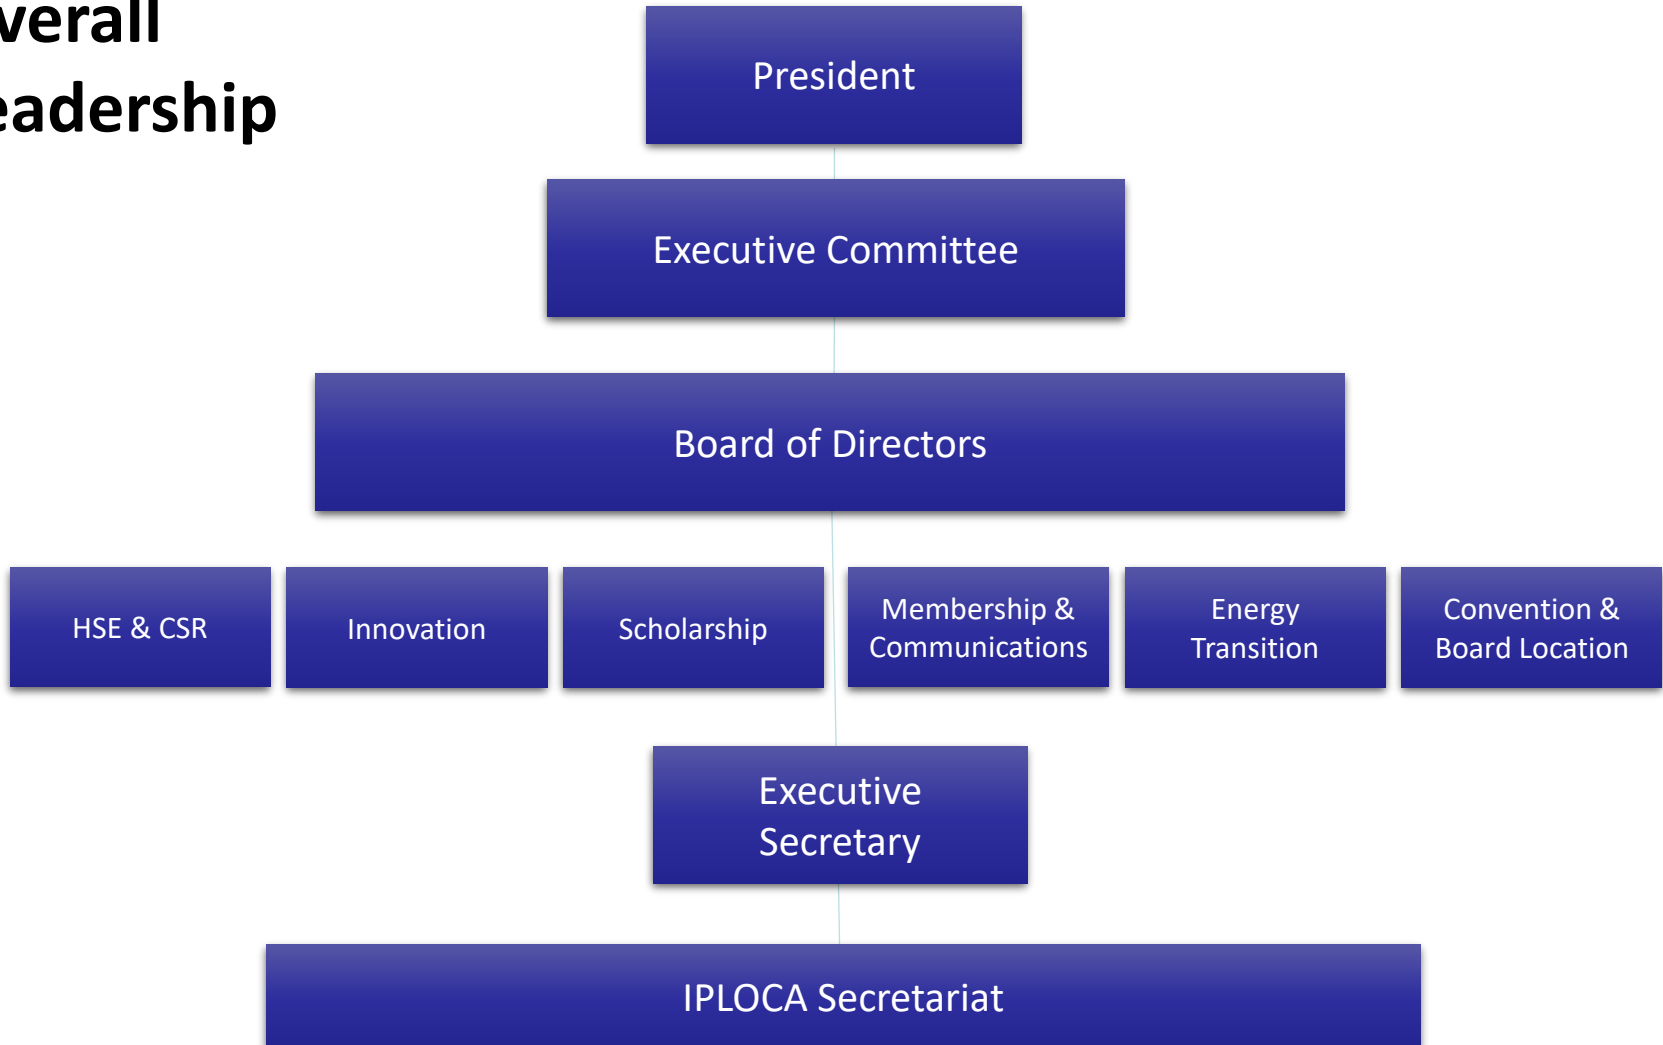 verall
eadership
President
Executive Committee
Board of Directors
HSE & CSR
Innovation
Scholarship
Membership &
Communications
Energy
Transition
Convention &
Board Location
Executive
Secretary
IPLOCA Secretariat